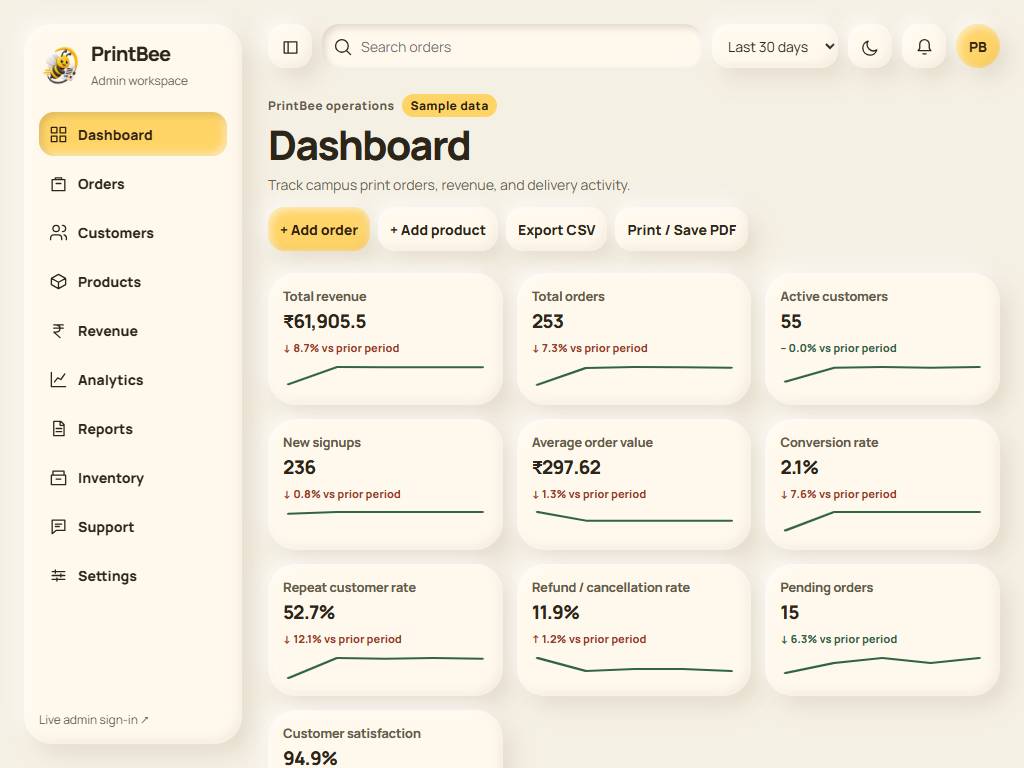 PrintBee
Admin workspace
Dashboard
Orders
Customers
Products
Revenue
Analytics
Reports
Inventory
Support
Settings
Live admin sign-in ↗
Search orders
Last 30 days
PB
PrintBee operations
Sample data
Dashboard
Track campus print orders, revenue, and delivery activity.
+ Add order
+ Add product
Export CSV
Print / Save PDF
Total revenue
₹61,905.5
↓ 8.7% vs prior period
Total orders
253
↓ 7.3% vs prior period
Active customers
55
– 0.0% vs prior period
New signups
236
↓ 0.8% vs prior period
Average order value
₹297.62
↓ 1.3% vs prior period
Conversion rate
2.1%
↓ 7.6% vs prior period
Repeat customer rate
52.7%
↓ 12.1% vs prior period
Refund / cancellation rate
11.9%
↑ 1.2% vs prior period
Pending orders
15
↓ 6.3% vs prior period
Customer satisfaction
94.9%